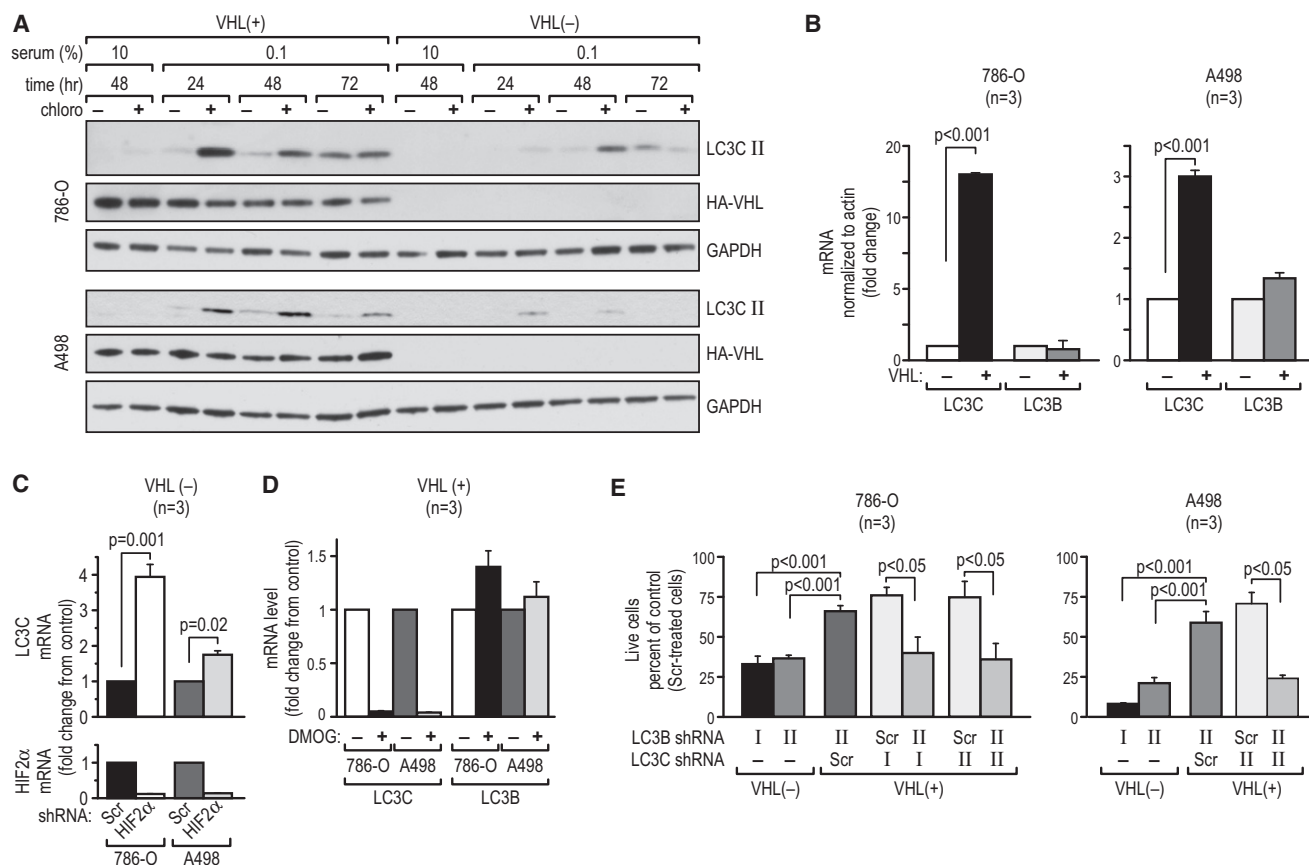 A
VHL(+) VHL(–)
serum (%) 10 0.1 10 0.1
time (hr) 48 24 48 72 48 24 48 72
chloro – + – + – + – + – + – + – + – +
786-O
LC3C II
HA-VHL
GAPDH
A498
LC3C II
HA-VHL
GAPDH
B
786-O
(n=3)
A498
(n=3)
mRNA
normalized to actin
(fold change)
20
15
10
5
0
p<0.001
3
2
1
0
p<0.001
VHL: – + – + – + – +
LC3C LC3B LC3C LC3B
C
VHL (–)
(n=3)
LC3C
mRNA
HIF2α
mRNA
(fold change from control)
4
2
1
0
p=0.001
p=0.02
1
0
shRNA: Scr HIF2α Scr HIF2α
786-O A498
D
VHL (+)
(n=3)
mRNA level
(fold change from control)
1.5
1
0.5
0
DMOG: – + – + – + – +
786-O A498 786-O A498
LC3C LC3B
E
786-O
(n=3)
A498
(n=3)
Live cells
percent of control
(Scr-treated cells)
100
75
50
25
0
p<0.001
p<0.001
p<0.05
p<0.05
100
75
50
25
0
p<0.001
p<0.001
p<0.05
LC3B shRNA I II II Scr II Scr II I II II Scr II
LC3C shRNA – – Scr I I II II – – Scr II II
VHL(–) VHL(+) VHL(–) VHL(+)